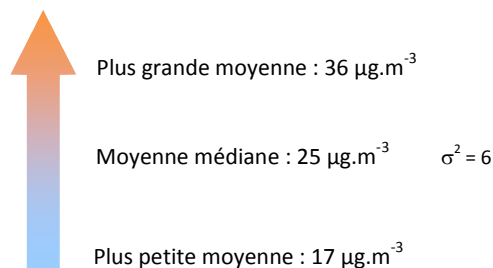 Plus grande moyenne : 36 µg.m⁻³
Moyenne médiane : 25 µg.m⁻³ σ² = 6
Plus petite moyenne : 17 µg.m⁻³